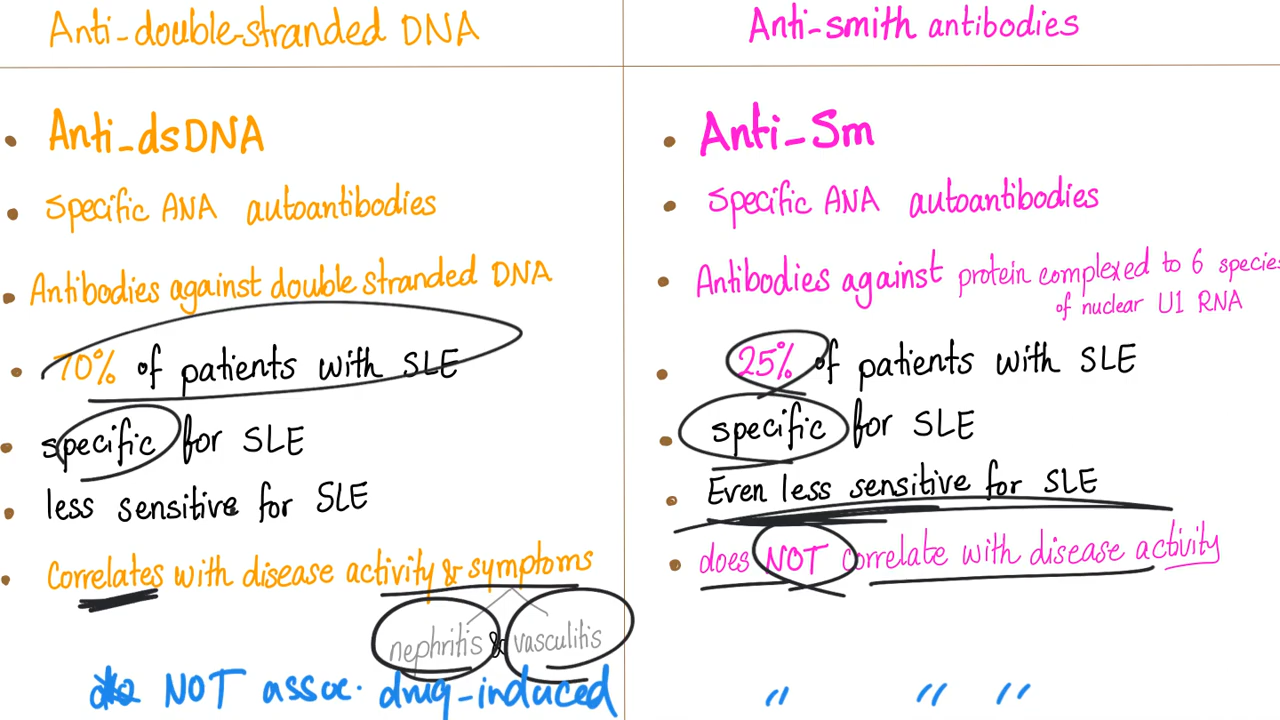 Anti-double-stranded DNA
Anti-dsDNA
specific ANA autoantibodies
Antibodies against double stranded DNA
70% of patients with SLE
specific for SLE
less sensitive for SLE
Correlates with disease activity & symptoms
nephritis & vasculitis
NOT assoc. drug-induced
Anti-smith antibodies
Anti-Sm
specific ANA autoantibodies
Antibodies against protein complexed to 6 species
of nuclear U1 RNA
25% of patients with SLE
specific for SLE
Even less sensitive for SLE
does NOT correlate with disease activity
" " "